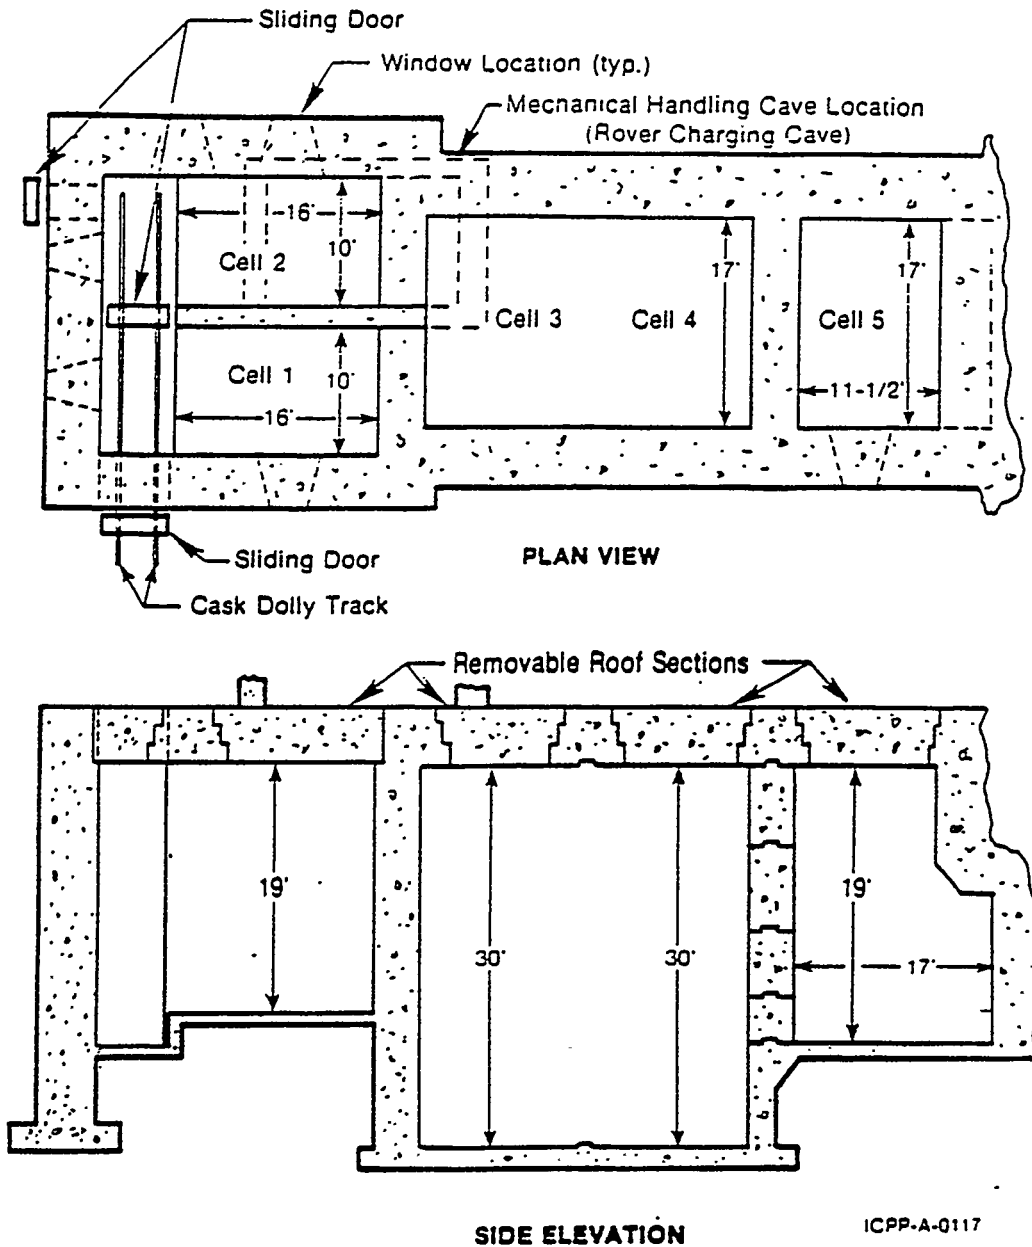 Sliding Door
Window Location (typ.)
Mechanical Handling Cave Location
(Rover Charging Cave)
16'
10'
Cell 2
17'
17'
Cell 3
Cell 4
Cell 5
Cell 1
10'
11-1/2'
16'
Sliding Door
PLAN VIEW
Cask Dolly Track
Removable Roof Sections
19'
19'
30'
30'
17'
SIDE ELEVATION
ICPP-A-0117